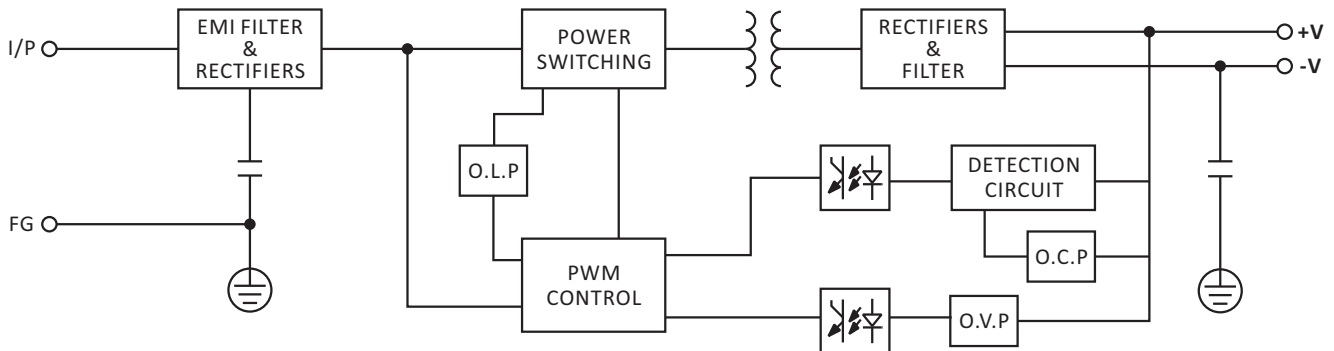 I/P
EMI FILTER
&
RECTIFIERS
POWER
SWITCHING
RECTIFIERS
&
FILTER
+V
-V
O.L.P
DETECTION
CIRCUIT
FG
O.C.P
PWM
CONTROL
O.V.P